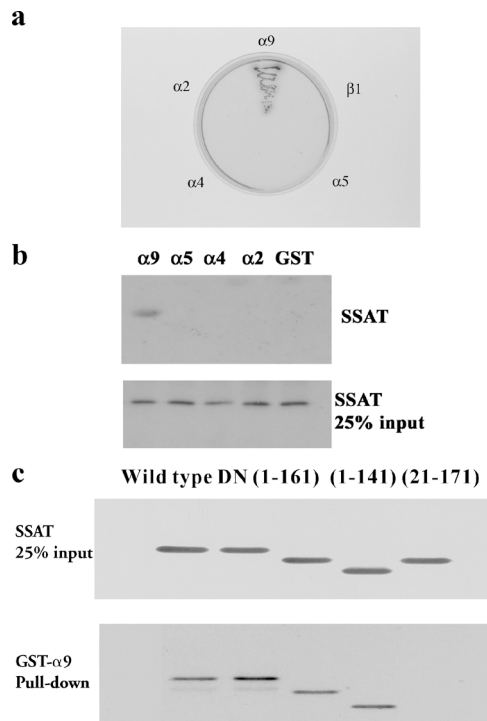 a
α9
α2
β1
α4
α5
b
α9 α5 α4 α2 GST
SSAT
SSAT
25% input
c
Wild type DN (1-161) (1-141) (21-171)
SSAT
25% input
GST-α9
Pull-down